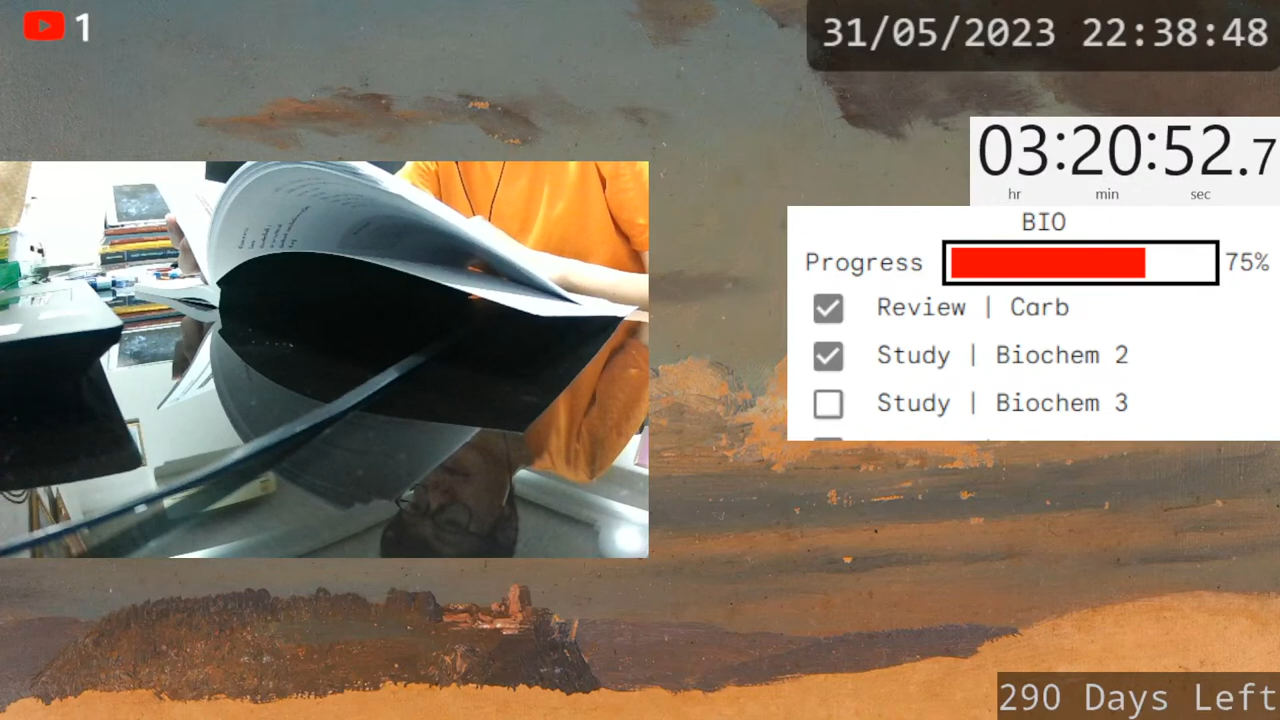 1
31/05/2023 22:38:48
03:20:52.7
hr min sec
BIO
Progress 75%
Review | Carb
Study | Biochem 2
Study | Biochem 3
290 Days Left